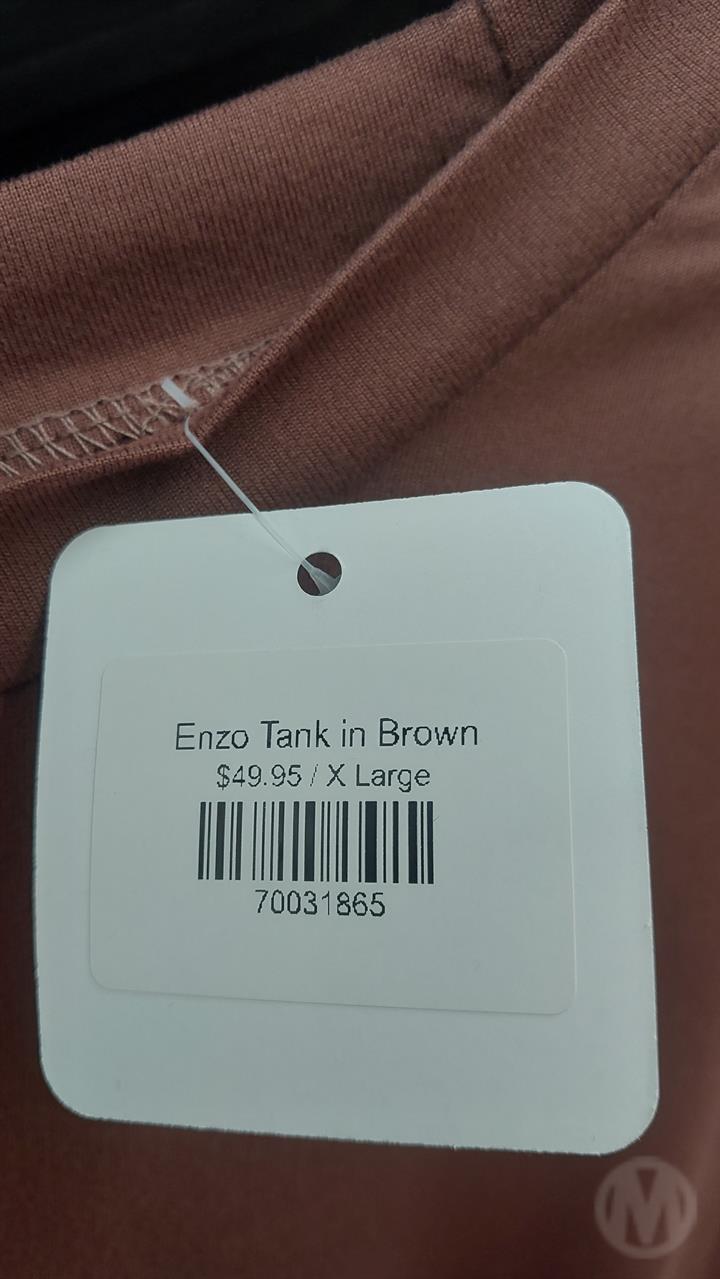 Enzo Tank in Brown
$49.95 / X Large
70031865
M